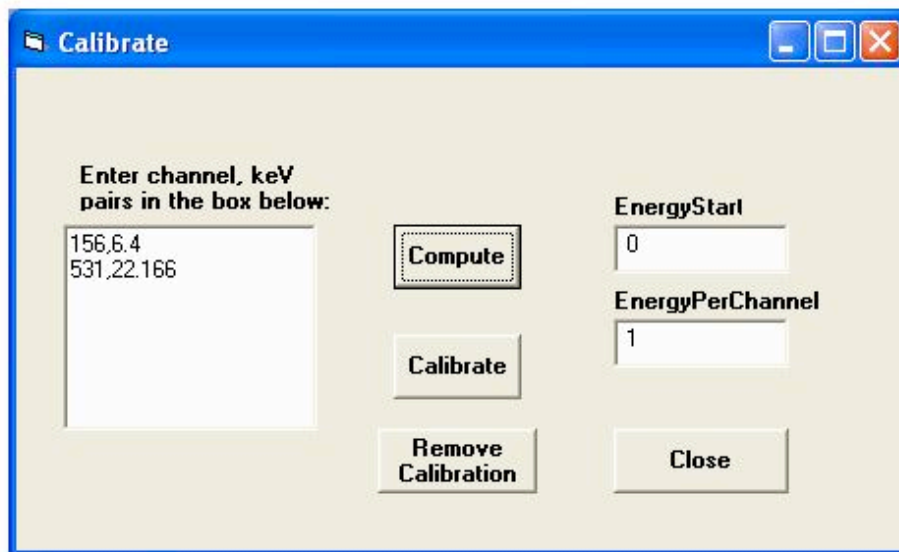 Calibrate
Enter channel, keV
pairs in the box below:
156,6.4
531,22.166
Compute
Calibrate
Remove
Calibration
EnergyStart
0
EnergyPerChannel
1
Close